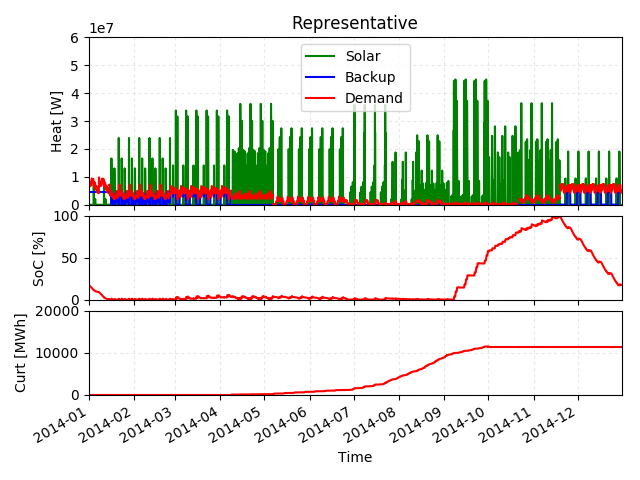 Representative
1e7
Heat [W]
6
5
4
3
2
1
0
Solar
Backup
Demand
SoC [%]
100
50
0
Curt [MWh]
20000
10000
0
2014-01
2014-02
2014-03
2014-04
2014-05
2014-06
2014-07
2014-08
2014-09
2014-10
2014-11
2014-12
Time